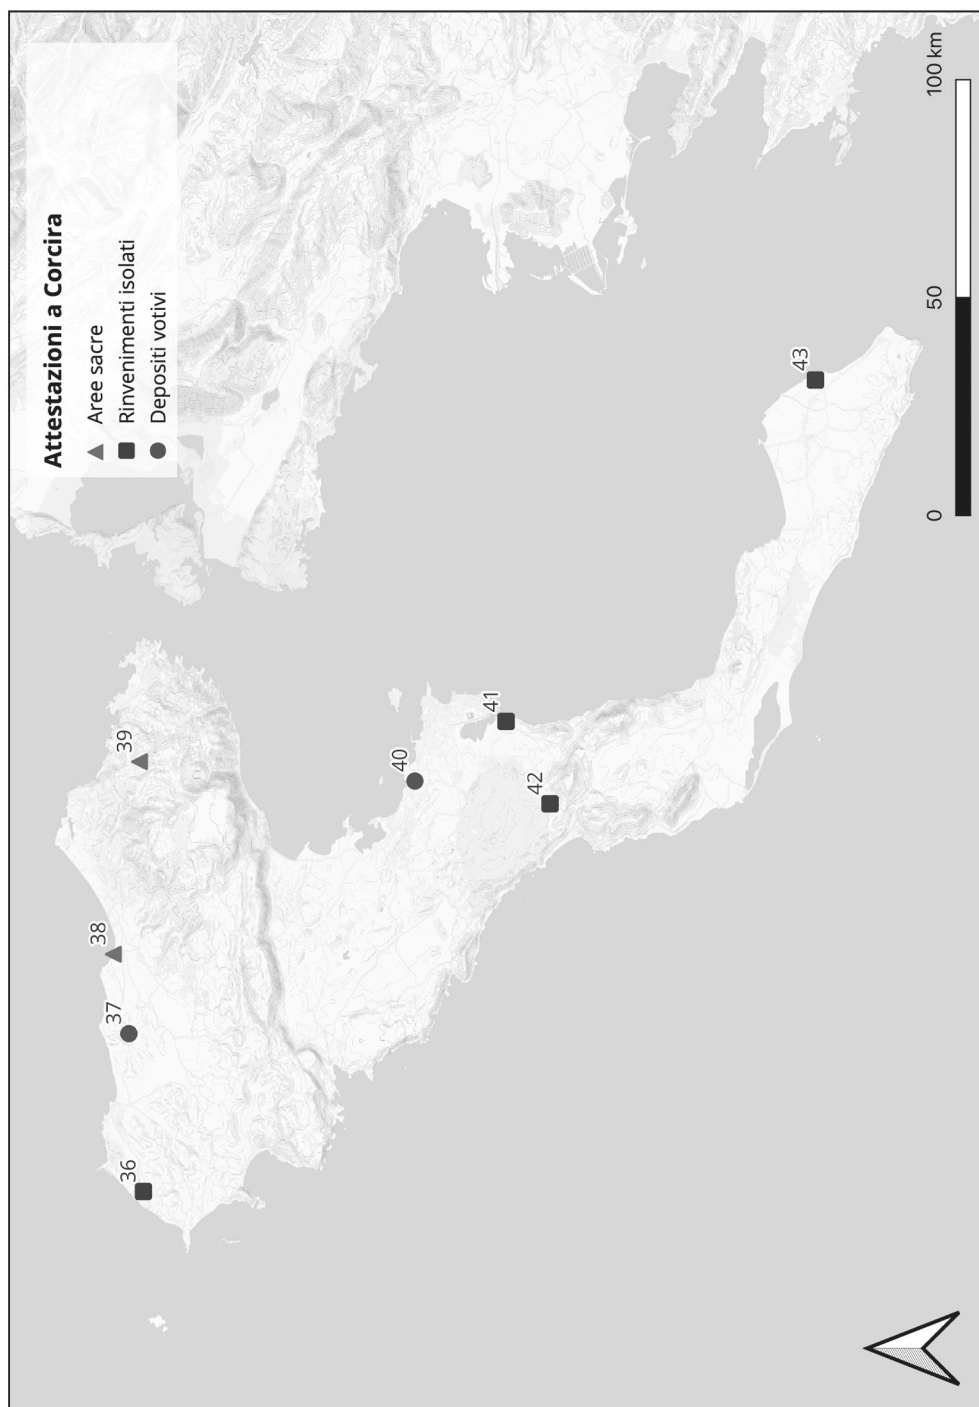 Attestazioni a Corcira
Aree sacre
Rinvenimenti isolati
Depositi votivi
36
37
38
39
40
41
42
43
0
50
100 km